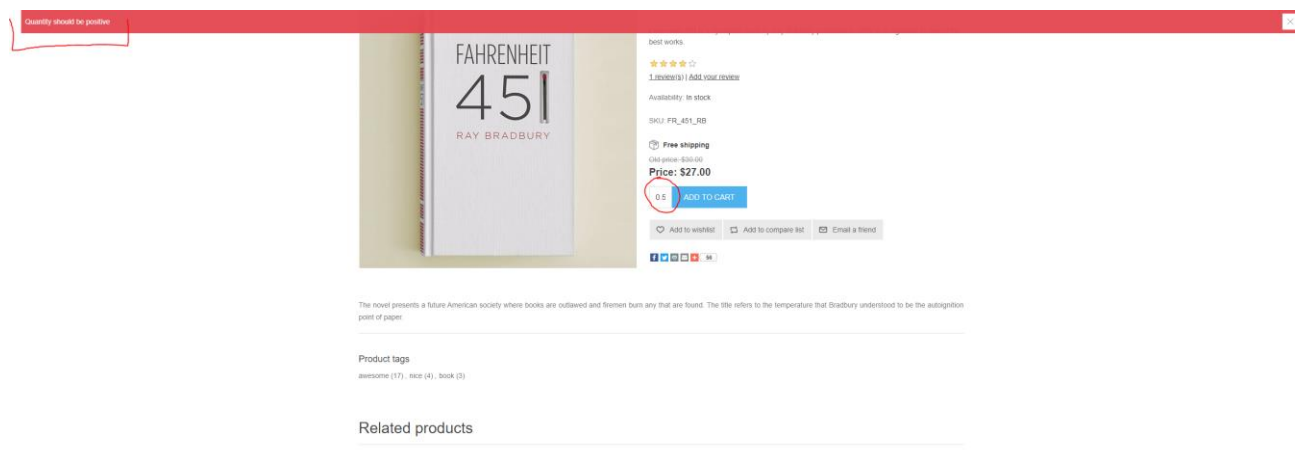 Quantity should be positive
FAHRENHEIT
451
RAY BRADBURY
best works.
1 review(s) | Add your review
Availability: In stock
SKU: FR_451_RB
Free shipping
Old price: $30.00
Price: $27.00
0.5 ADD TO CART
Add to wishlist Add to compare list Email a friend
The novel presents a future American society where books are outlawed and firemen burn any that are found. The title refers to the temperature that Bradbury understood to be the autoignition
point of paper.
Product tags
awesome (17) , nice (4) , book (3)
Related products